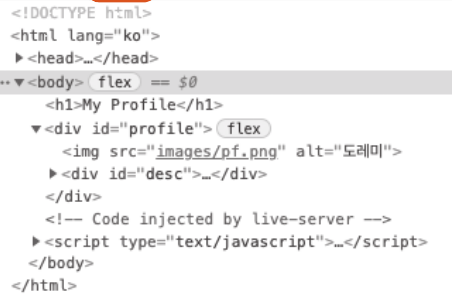 <!DOCTYPE html>
<html lang="ko">
▶<head>…</head>
··▼<body> flex == $0
<h1>My Profile</h1>
▼<div id="profile"> flex
<img src="images/pf.png" alt="도레미">
▶<div id="desc">…</div>
</div>
<!-- Code injected by live-server -->
▶<script type="text/javascript">…</script>
</body>
</html>